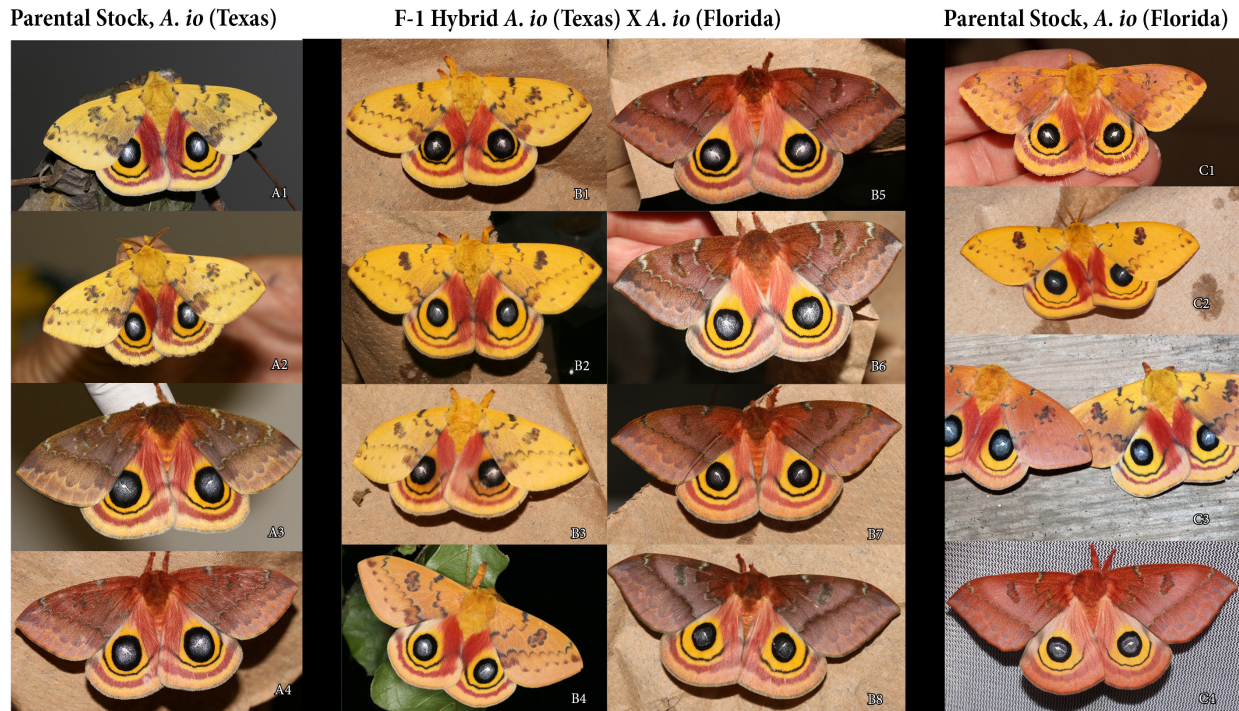 Parental Stock, A. io (Texas)
F-1 Hybrid A. io (Texas) X A. io (Florida)
Parental Stock, A. io (Florida)
A1
B1
B5
C1
A2
B2
B6
C2
A3
B3
B7
C3
A4
B4
B8
C4